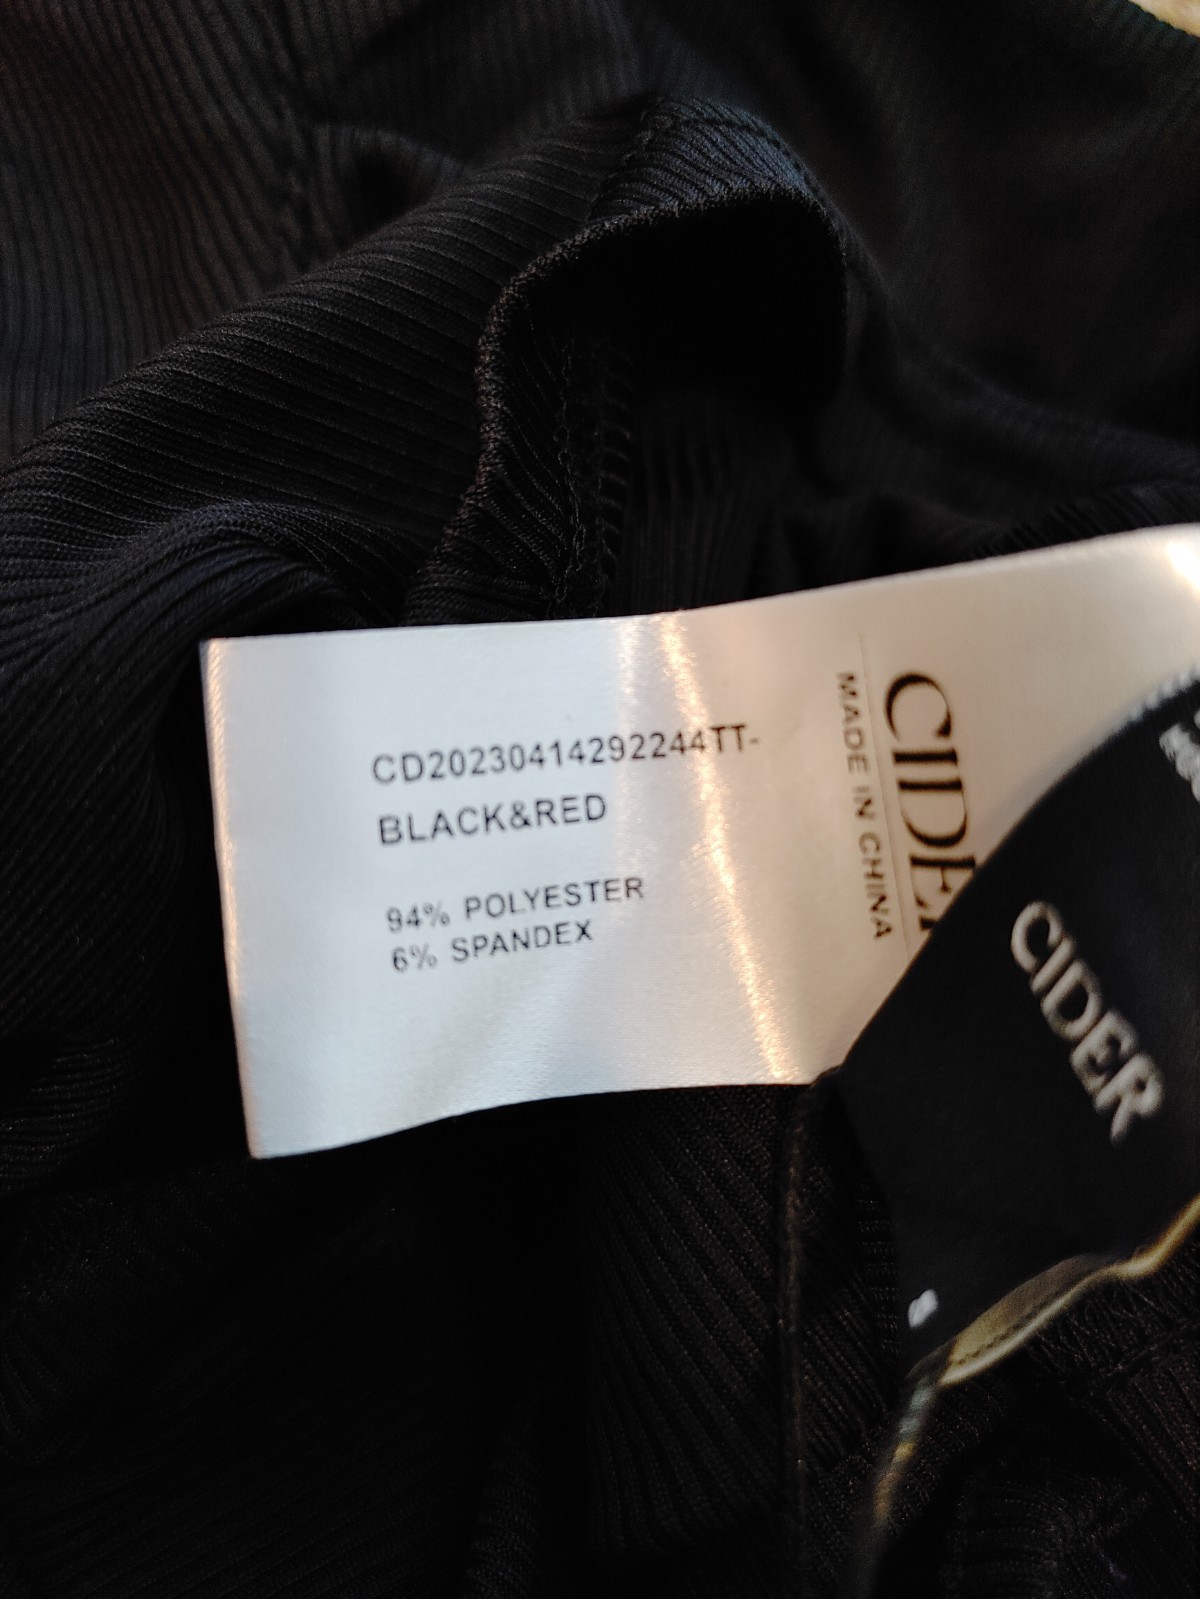 CD20230414292244TT-
BLACK&RED
94% POLYESTER
6% SPANDEX
MADE IN CHINA
CIDER